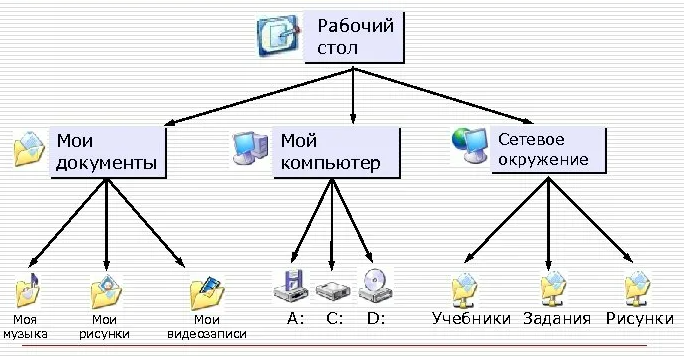 Рабочий
стол
Мои
документы
Мой
компьютер
Сетевое
окружение
Моя
музыка
Мои
рисунки
Мои
видеозаписи
A:
C:
D:
Учебники
Задания
Рисунки